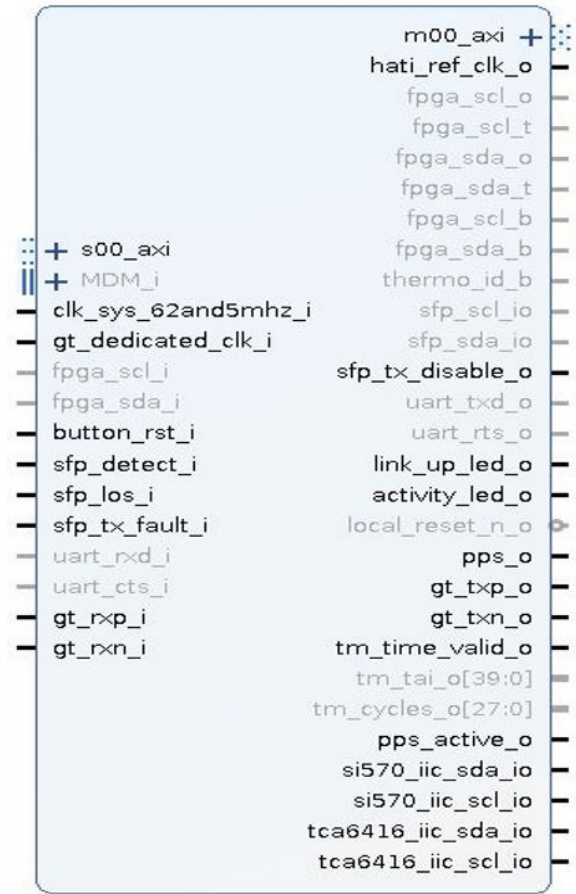 m00_axi
hati_ref_clk_o
fpga_scl_o
fpga_scl_t
fpga_sda_o
fpga_sda_t
fpga_scl_b
s00_axi fpga_sda_b
MDM_i thermo_id_b
clk_sys_62and5mhz_i sfp_scl_io
gt_dedicated_clk_i sfp_sda_io
fpga_scl_i sfp_tx_disable_o
fpga_sda_i uart_txd_o
button_rst_i uart_rts_o
sfp_detect_i link_up_led_o
sfp_los_i activity_led_o
sfp_tx_fault_i local_reset_n_o
uart_rxd_i pps_o
uart_cts_i gt_txp_o
gt_rxp_i gt_txn_o
gt_rxn_i tm_time_valid_o
tm_tai_o[39:0]
tm_cycles_o[27:0]
pps_active_o
si570_iic_sda_io
si570_iic_scl_io
tca6416_iic_sda_io
tca6416_iic_scl_io